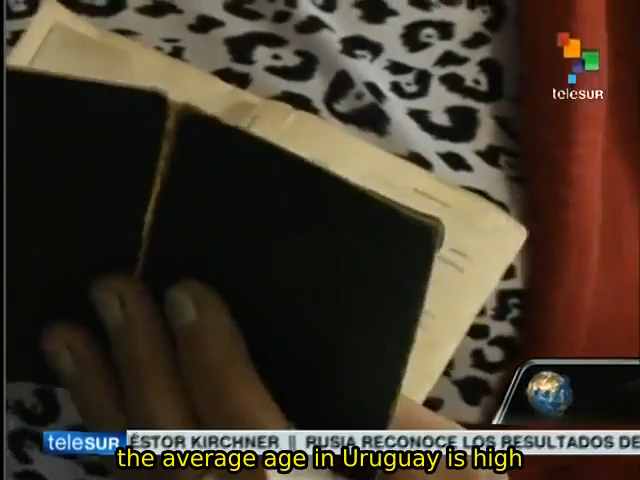 teleSUR
teleSUR ÉSTOR KIRCHNER || RUSIA RECONOCE LOS RESULTADOS DE
the average age in Uruguay is high